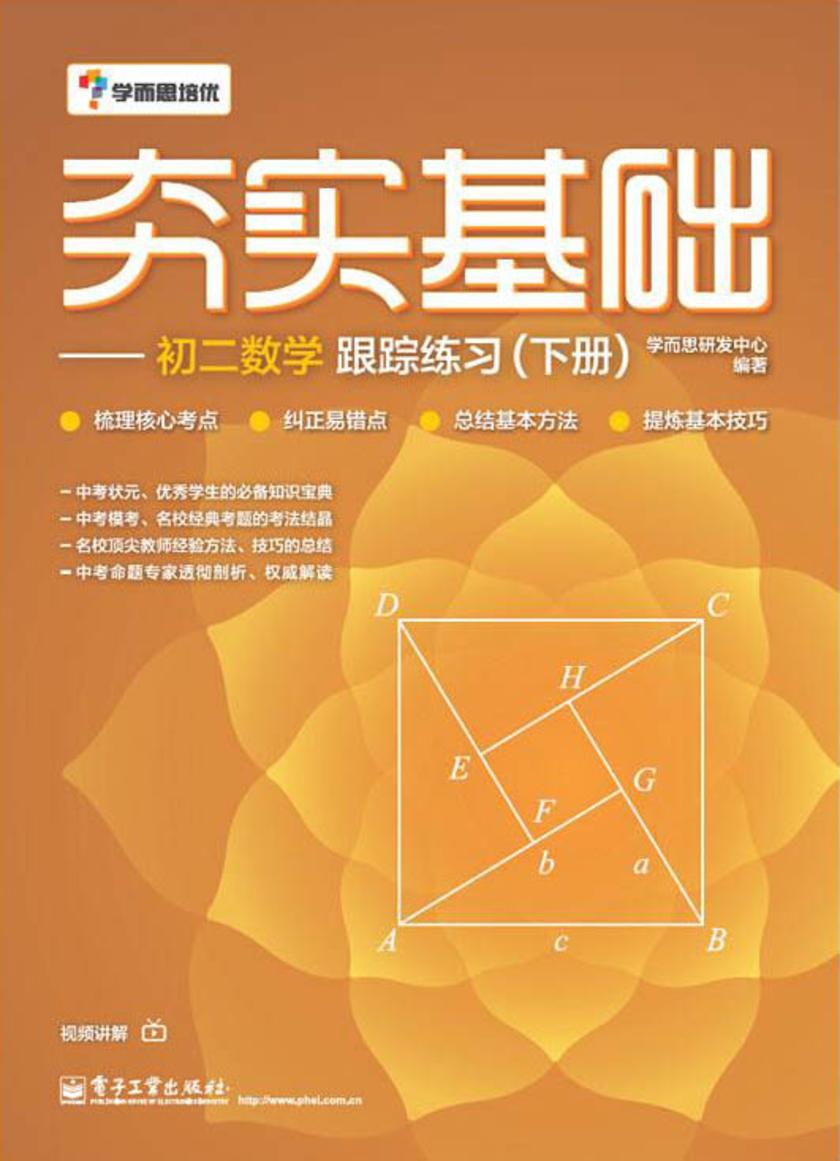 学而思培优
夯实基础
初二数学 跟踪练习(下册)
学而思研发中心
编著
梳理核心考点 纠正易错点 总结基本方法 提炼基本技巧
中考状元、优秀学生的必备知识宝典
中考模考、名校经典考题的考法结晶
名校顶尖教师经验方法、技巧的总结
中考命题专家透彻剖析、权威解读
D C
H
E G
F
b a
A c B
视频讲解
電子工業出版社
PUBLISHING HOUSE OF ELECTRONICS INDUSTRY
http://www.phei.com.cn